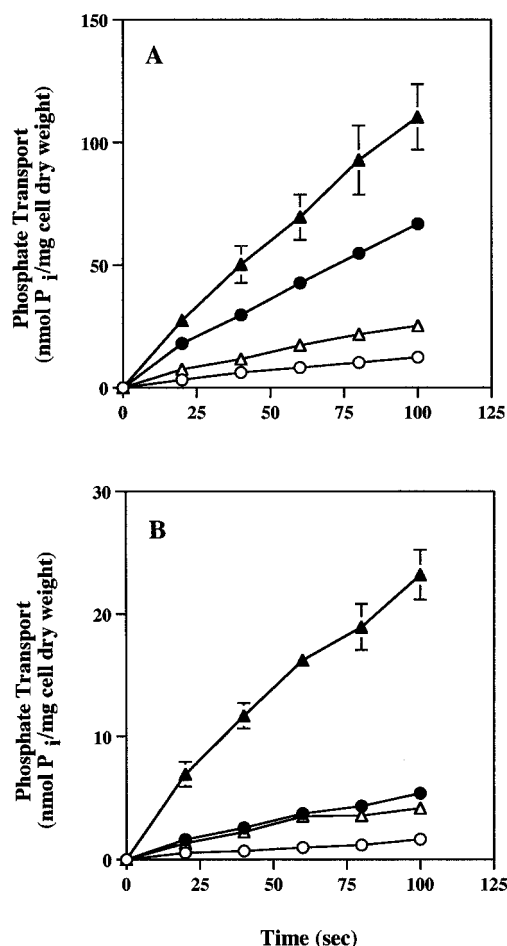 A
Phosphate Transport
(nmol P i/mg cell dry weight)
150
100
50
0
0 25 50 75 100 125
B
Phosphate Transport
(nmol P i/mg cell dry weight)
30
20
10
0
0 25 50 75 100 125
Time (sec)